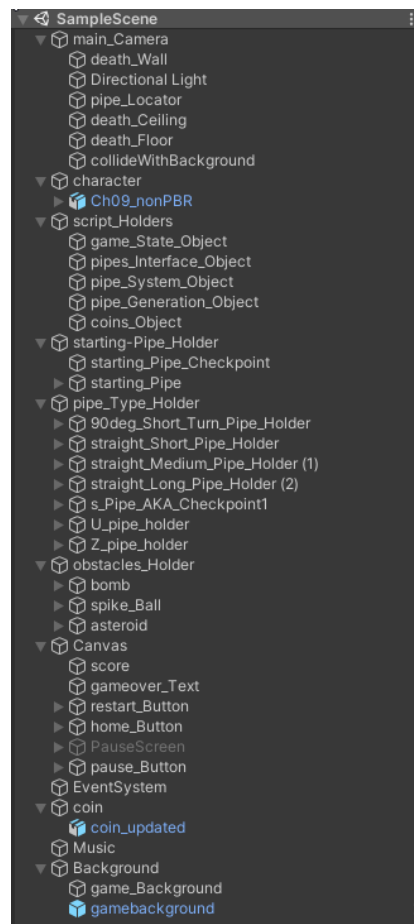 SampleScene
main_Camera
death_Wall
Directional Light
pipe_Locator
death_Ceiling
death_Floor
collideWithBackground
character
Ch09_nonPBR
script_Holders
game_State_Object
pipes_Interface_Object
pipe_System_Object
pipe_Generation_Object
coins_Object
starting-Pipe_Holder
starting_Pipe_Checkpoint
starting_Pipe
pipe_Type_Holder
90deg_Short_Turn_Pipe_Holder
straight_Short_Pipe_Holder
straight_Medium_Pipe_Holder (1)
straight_Long_Pipe_Holder (2)
s_Pipe_AKA_Checkpoint1
U_pipe_holder
Z_pipe_holder
obstacles_Holder
bomb
spike_Ball
asteroid
Canvas
score
gameover_Text
restart_Button
home_Button
PauseScreen
pause_Button
EventSystem
coin
coin_updated
Music
Background
game_Background
gamebackground